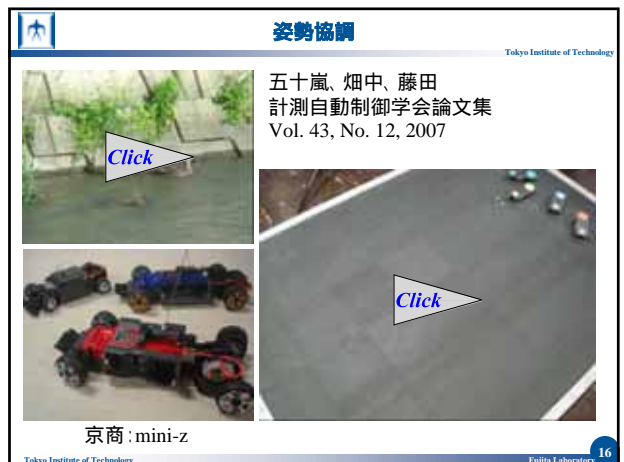 姿勢協調
Tokyo Institute of Technology
五十嵐、畑中、藤田
計測自動制御学会論文集
Vol. 43, No. 12, 2007
Click
Click
京商：mini-z
Tokyo Institute of Technology
Fujita Laboratory
16